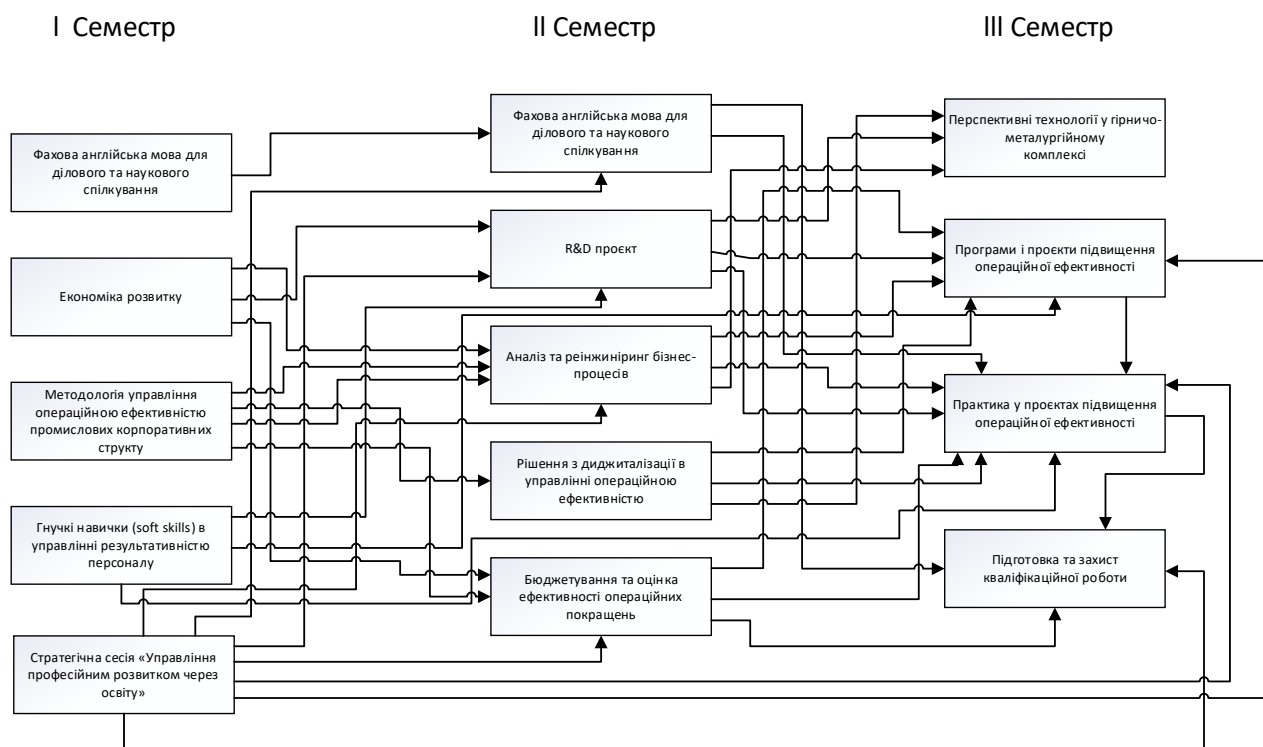 I Семестр
II Семестр
III Семестр
Фахова англійська мова для
ділового та наукового
спілкування
Економіка розвитку
Методологія управління
операційною ефективністю
промислових корпоративних
структу
Гнучкі навички (soft skills) в
управлінні результативністю
персоналу
Стратегічна сесія «Управління
професійним розвитком через
освіту»
Фахова англійська мова для
ділового та наукового
спілкування
R&D проєкт
Аналіз та реінжиніринг бізнес-
процесів
Рішення з диджиталізації в
управлінні операційною
ефективністю
Бюджетування та оцінка
ефективності операційних
покращень
Перспективні технології у гірничо-
металургійному
комплексі
Програми і проєкти підвищення
операційної ефективності
Практика у проєктах підвищення
операційної ефективності
Підготовка та захист
кваліфікаційної роботи